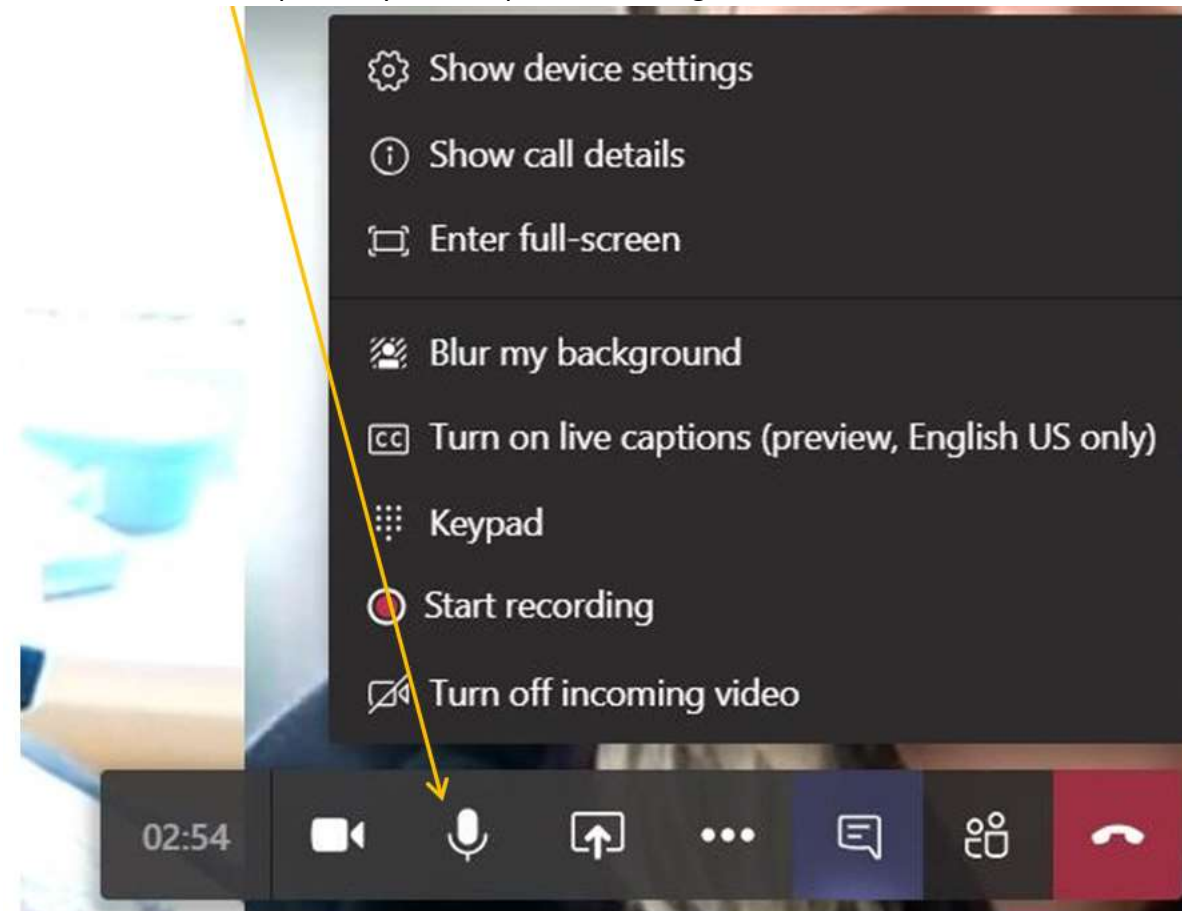 Show device settings
Show call details
Enter full-screen
Blur my background
CC Turn on live captions (preview, English US only)
Keypad
Start recording
Turn off incoming video
02:54